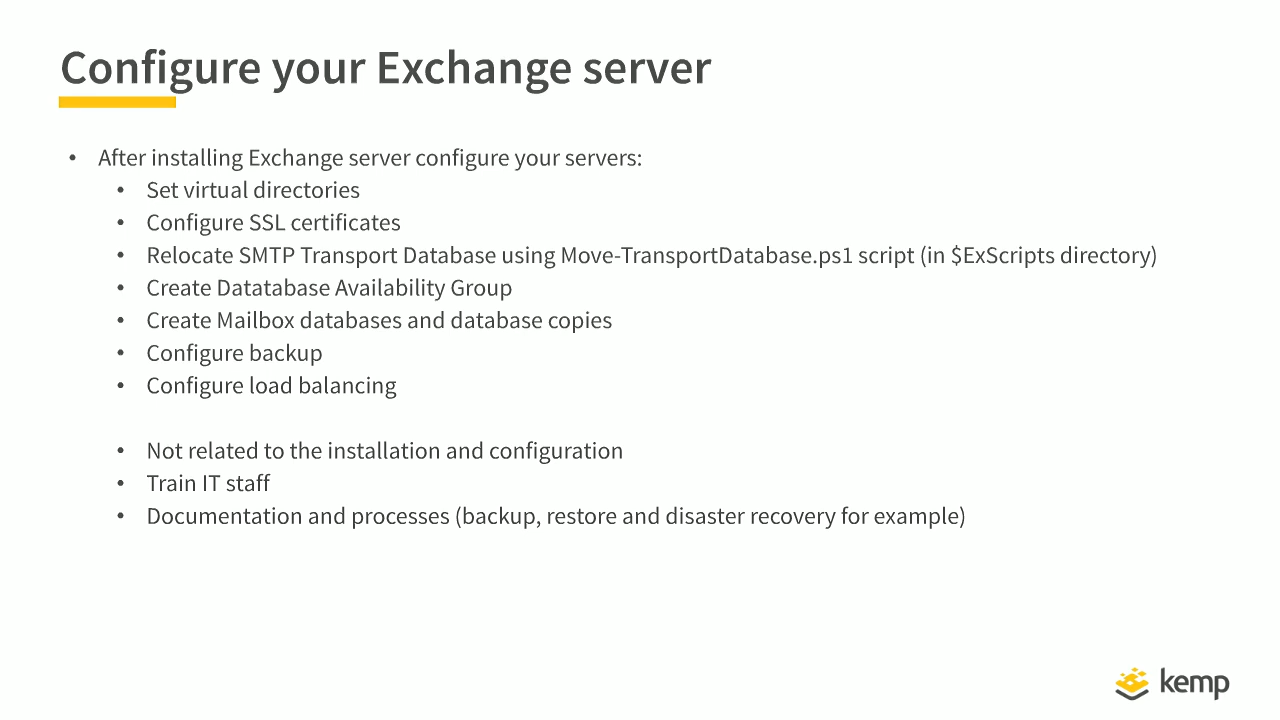 Configure your Exchange server
• After installing Exchange server configure your servers:
• Set virtual directories
• Configure SSL certificates
• Relocate SMTP Transport Database using Move-TransportDatabase.ps1 script (in $ExScripts directory)
• Create Datatabase Availability Group
• Create Mailbox databases and database copies
• Configure backup
• Configure load balancing
• Not related to the installation and configuration
• Train IT staff
• Documentation and processes (backup, restore and disaster recovery for example)
kemp